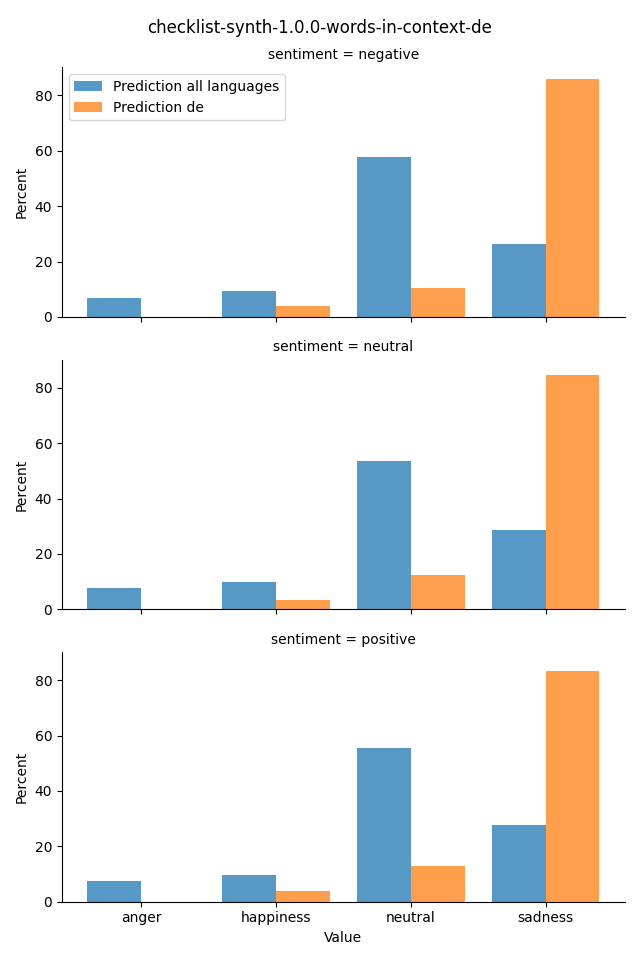 checklist-synth-1.0.0-words-in-context-de
sentiment = negative
Prediction all languages
Prediction de
Percent
80
60
40
20
0
sentiment = neutral
Percent
80
60
40
20
0
sentiment = positive
Percent
80
60
40
20
0
anger happiness neutral sadness
Value